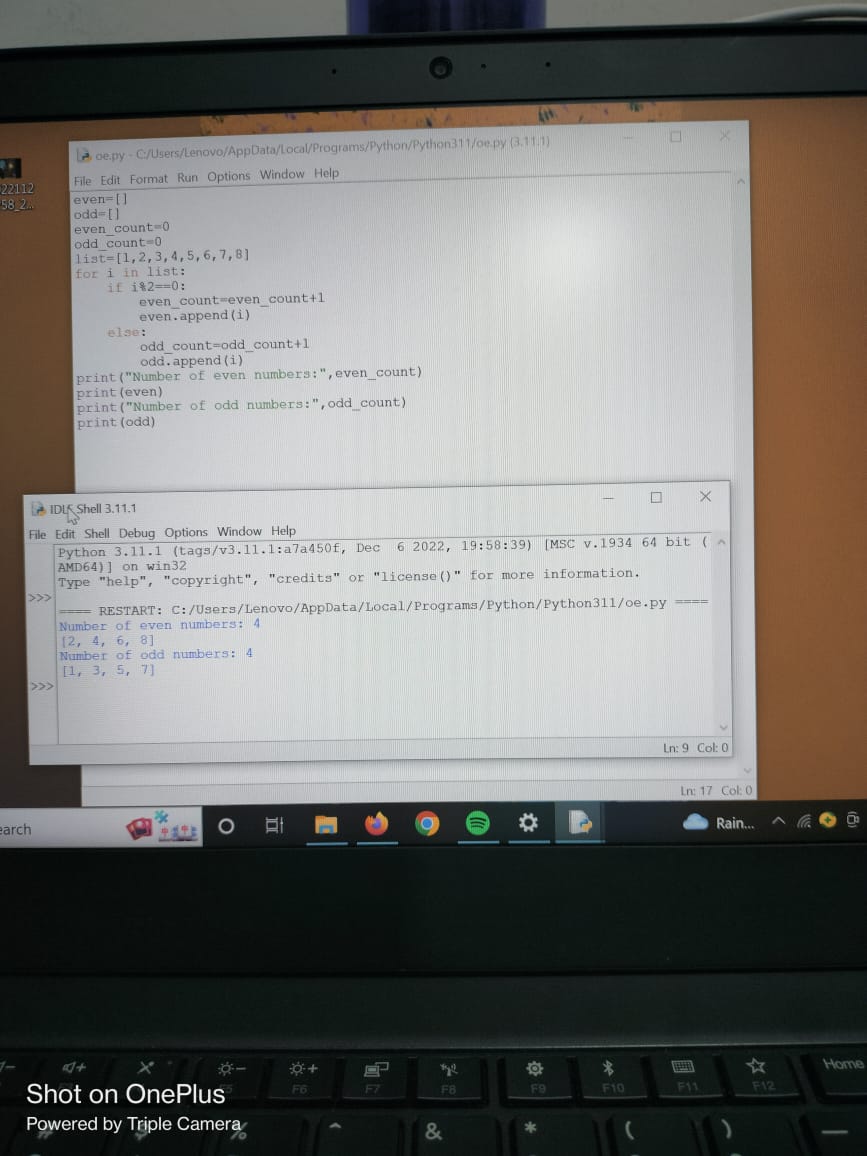 22112
58_2...
oe.py - C:/Users/Lenovo/AppData/Local/Programs/Python/Python311/oe.py (3.11.1)
File Edit Format Run Options Window Help
even=[]
odd=[]
even_count=0
odd_count=0
list=[1,2,3,4,5,6,7,8]
for i in list:
    if i%2==0:
        even_count=even_count+1
        even.append(i)
    else:
        odd_count=odd_count+1
        odd.append(i)
print("Number of even numbers:",even_count)
print(even)
print("Number of odd numbers:",odd_count)
print(odd)
IDLE Shell 3.11.1
File Edit Shell Debug Options Window Help
Python 3.11.1 (tags/v3.11.1:a7a450f, Dec  6 2022, 19:58:39) [MSC v.1934 64 bit (
AMD64)] on win32
Type "help", "copyright", "credits" or "license()" for more information.
>>>
==== RESTART: C:/Users/Lenovo/AppData/Local/Programs/Python/Python311/oe.py ====
Number of even numbers: 4
[2, 4, 6, 8]
Number of odd numbers: 4
[1, 3, 5, 7]
>>>
Ln: 9 Col: 0
Ln: 17 Col: 0
earch
Rain...
Home
F5 F6 F7 F8 F9 F10 F11 F12
Shot on OnePlus
Powered by Triple Camera
# % ^ & * ( )